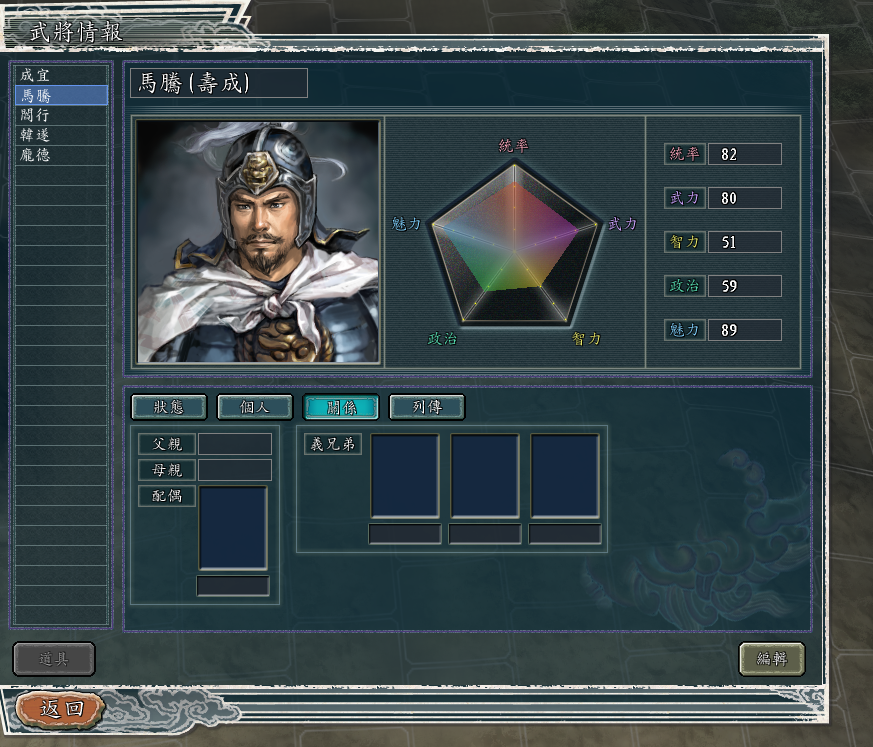 武將情報
成宜
馬騰
閻行
韓遂
龐德
馬騰(壽成)
統率
武力
智力
政治
魅力
統率 82
武力 80
智力 51
政治 59
魅力 89
狀態 個人 關係 列傳
父親
母親
配偶
義兄弟
道具
編輯
返回